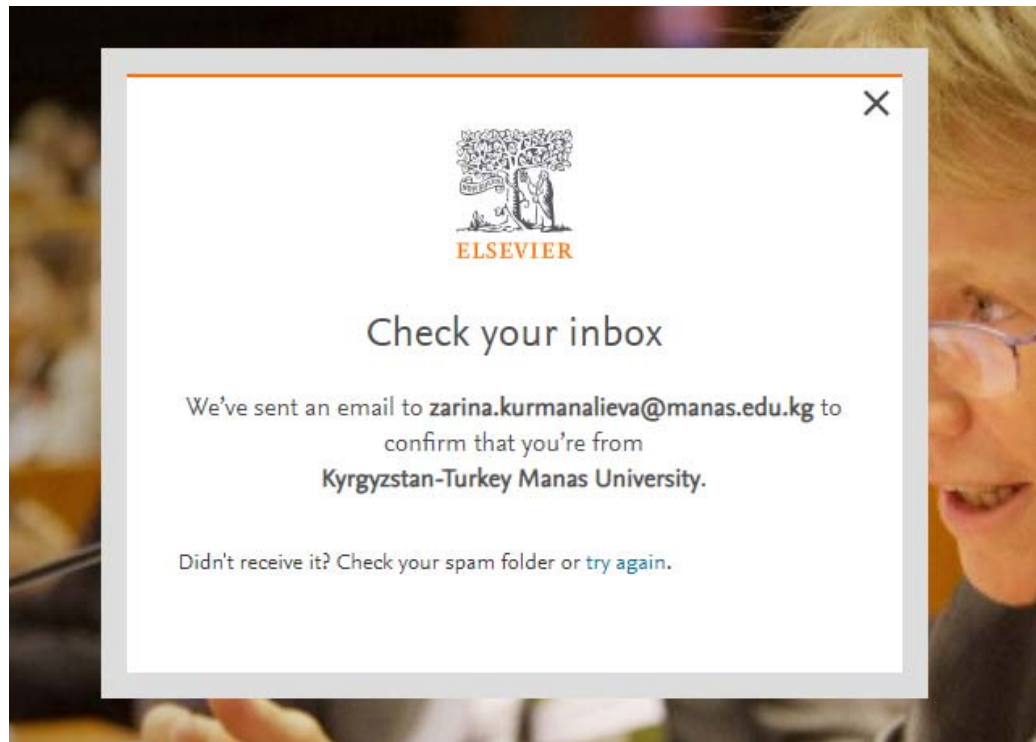 ELSEVIER
Check your inbox
We've sent an email to zarina.kurmanalieva@manas.edu.kg to
confirm that you're from
Kyrgyzstan-Turkey Manas University.
Didn't receive it? Check your spam folder or try again.